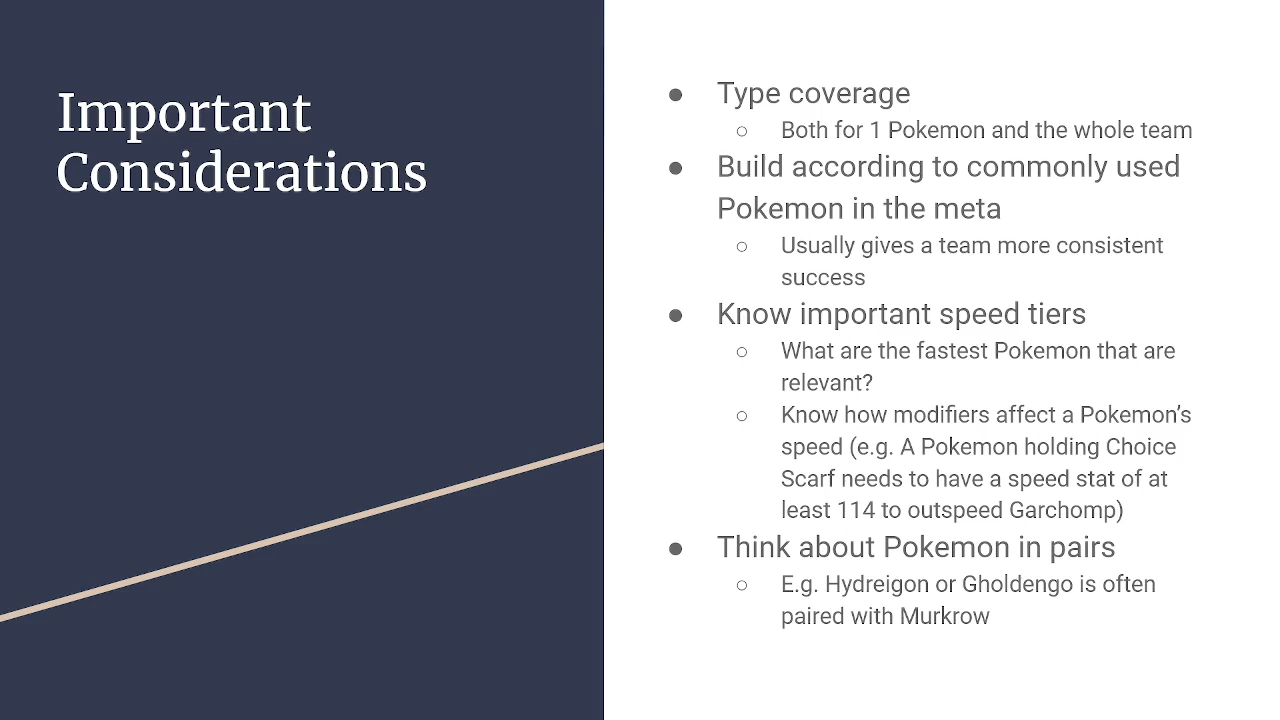 Important
Considerations
● Type coverage
○ Both for 1 Pokemon and the whole team
● Build according to commonly used
Pokemon in the meta
○ Usually gives a team more consistent
success
● Know important speed tiers
○ What are the fastest Pokemon that are
relevant?
○ Know how modifiers affect a Pokemon’s
speed (e.g. A Pokemon holding Choice
Scarf needs to have a speed stat of at
least 114 to outspeed Garchomp)
● Think about Pokemon in pairs
○ E.g. Hydreigon or Gholdengo is often
paired with Murkrow